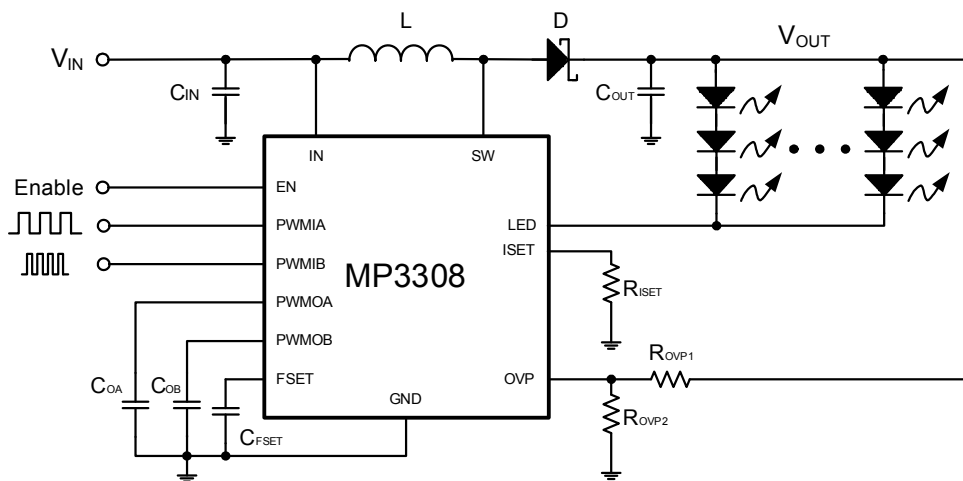 L
D
VIN
VOUT
CIN
COUT
IN
SW
Enable
EN
PWMIA
LED
ISET
PWMIB
MP3308
RISET
PWMOA
PWMOB
ROVP1
COA
COB
FSET
OVP
GND
ROVP2
CFSET